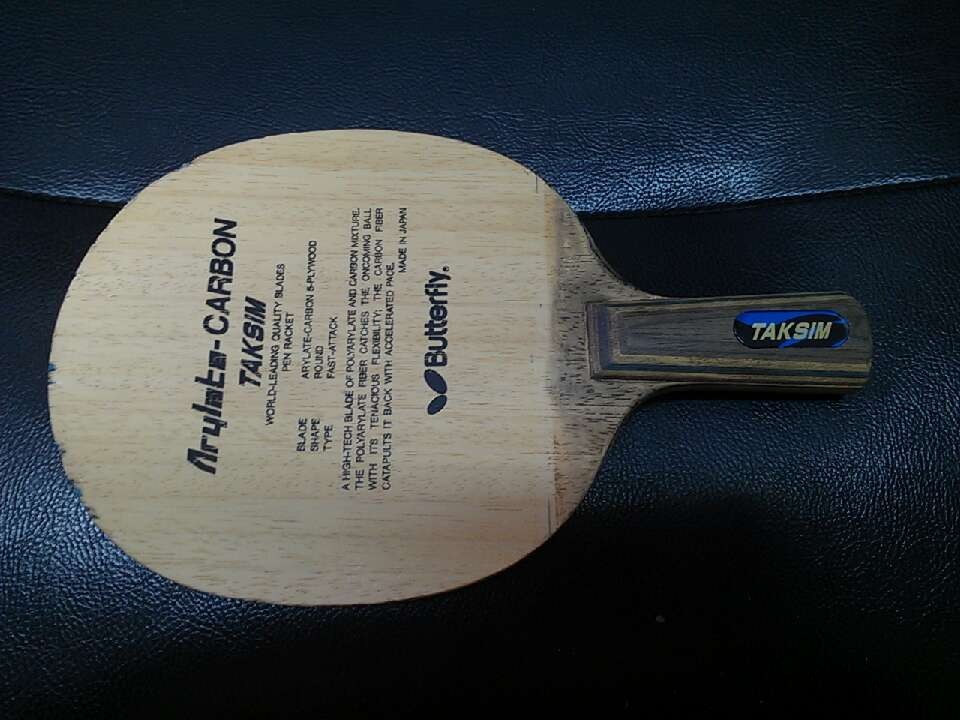 Arylate-CARBON
TAKSIM
WORLD-LEADING QUALITY BLADES
PEN RACKET
BLADE ARYLATE-CARBON 5-PLYWOOD
SHAPE ROUND
TYPE FAST-ATTACK
A HIGH-TECH BLADE OF POLYARYLATE AND CARBON MIXTURE.
THE POLYARYLATE FIBER CATCHES THE ONCOMING BALL
WITH ITS TENACIOUS FLEXIBILITY; THE CARBON FIBER
CATAPULTS IT BACK WITH ACCELERATED PACE.
MADE IN JAPAN
Butterfly®
TAKSIM